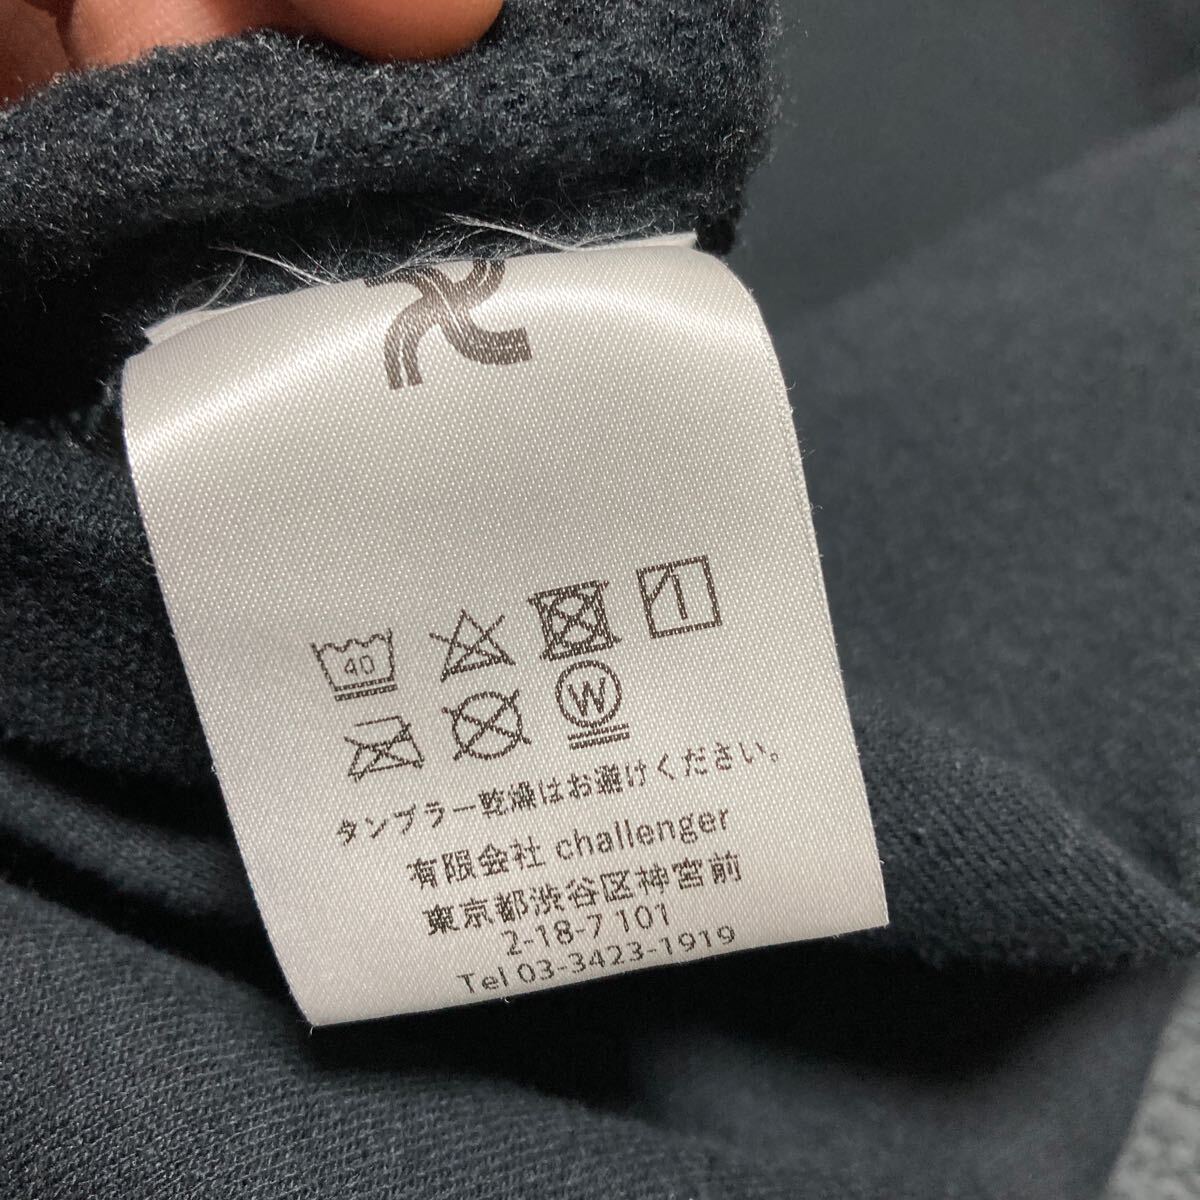 40
W
タンブラー乾燥はお避けください。
有限会社 challenger
東京都渋谷区神宮前
2-18-7 101
Tel 03-3423-1919